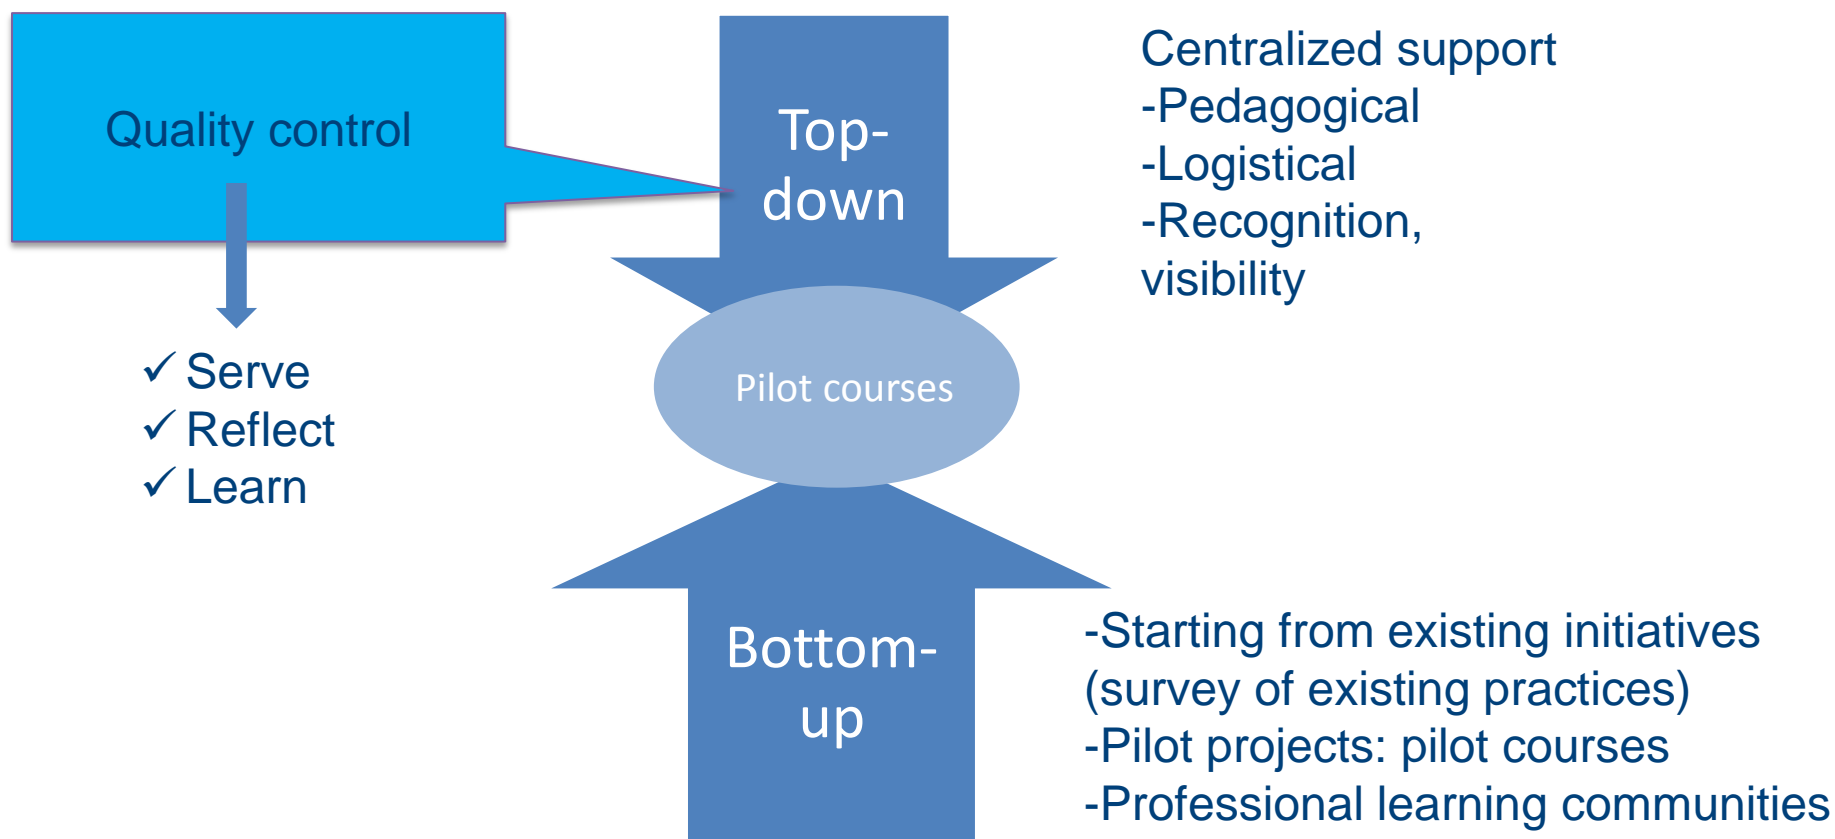 Quality control
Serve
Reflect
Learn
Top-
down
Centralized support
-Pedagogical
-Logistical
-Recognition,
visibility
Pilot courses
Bottom-
up
-Starting from existing initiatives
(survey of existing practices)
-Pilot projects: pilot courses
-Professional learning communities